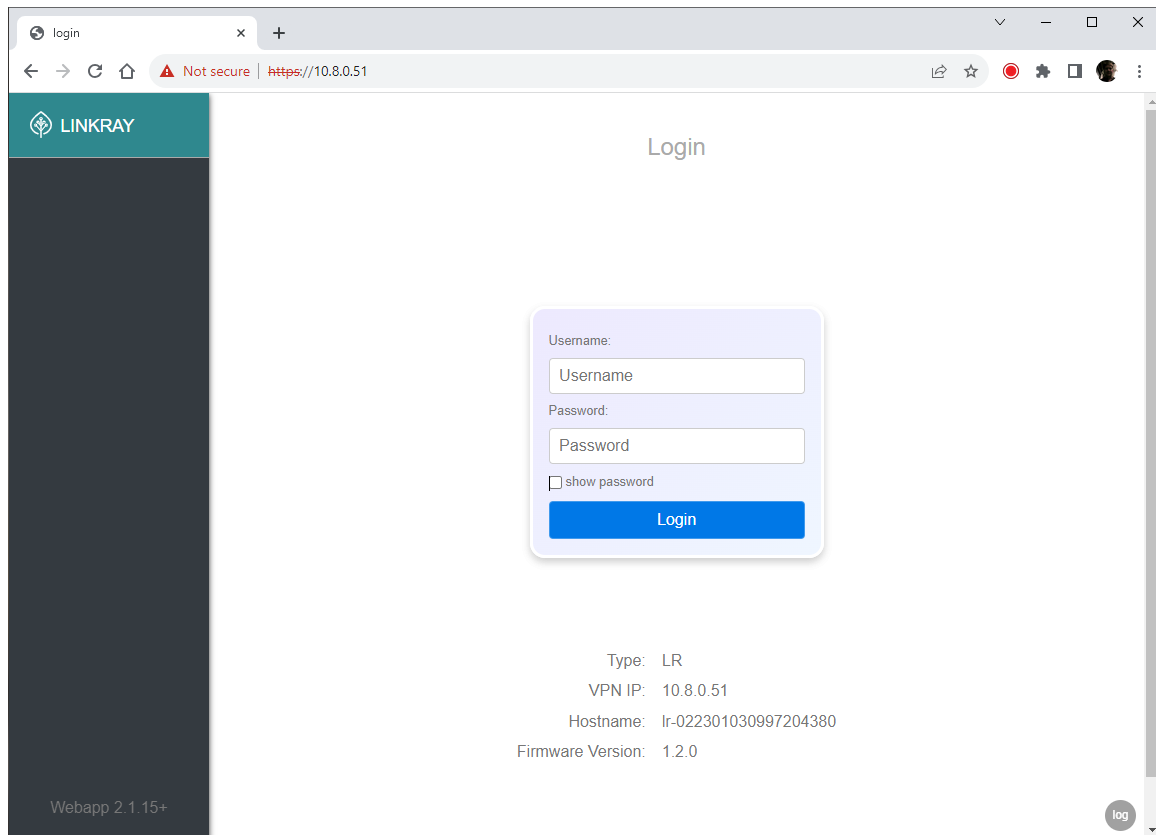 login
Not secure https://10.8.0.51
LINKRAY
Login
Username:
Username
Password:
Password
show password
Login
Type: LR
VPN IP: 10.8.0.51
Hostname: lr-022301030997204380
Firmware Version: 1.2.0
Webapp 2.1.15+
log